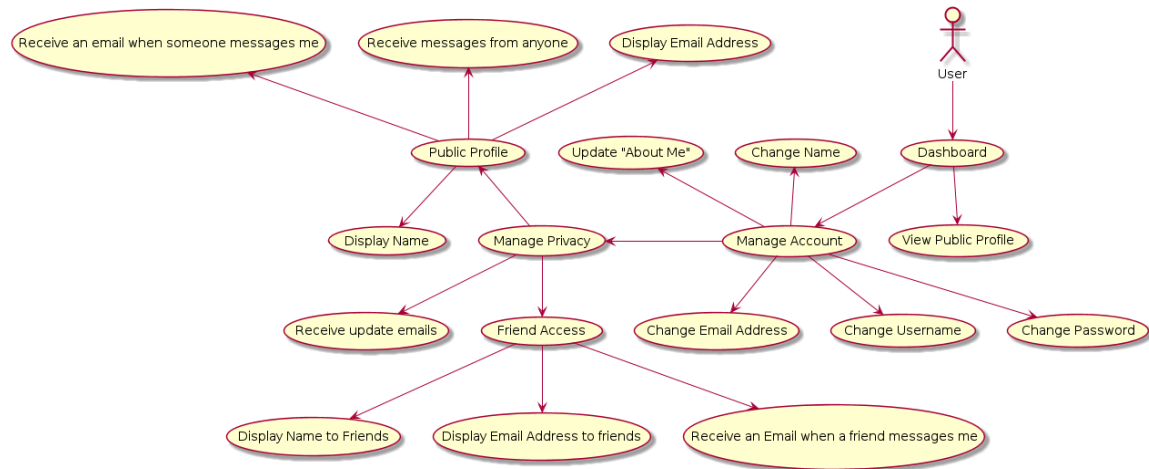 Receive an email when someone messages me
Receive messages from anyone
Display Email Address
User
Public Profile
Update "About Me"
Change Name
Dashboard
Display Name
Manage Privacy
Manage Account
View Public Profile
Receive update emails
Friend Access
Change Email Address
Change Username
Change Password
Display Name to Friends
Display Email Address to friends
Receive an Email when a friend messages me